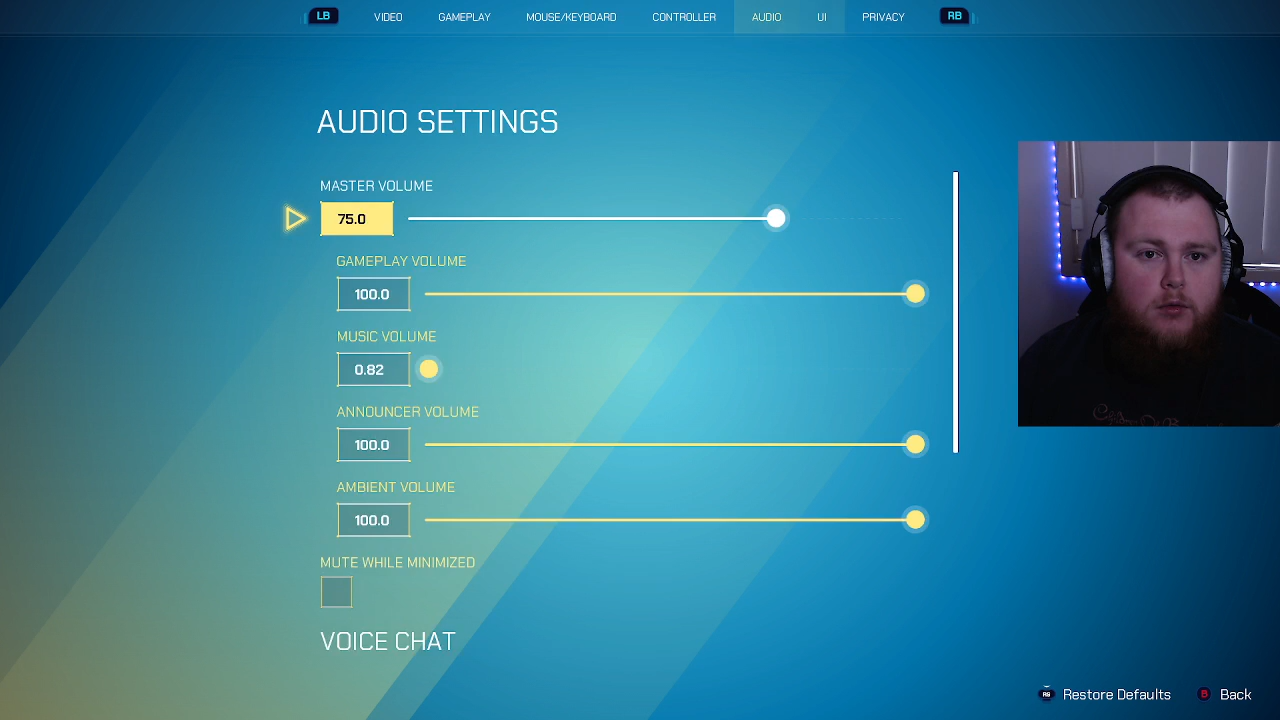 LB VIDEO GAMEPLAY MOUSE/KEYBOARD CONTROLLER AUDIO UI PRIVACY RB
AUDIO SETTINGS
MASTER VOLUME
75.0
GAMEPLAY VOLUME
100.0
MUSIC VOLUME
0.82
ANNOUNCER VOLUME
100.0
AMBIENT VOLUME
100.0
MUTE WHILE MINIMIZED
VOICE CHAT
RS Restore Defaults B Back